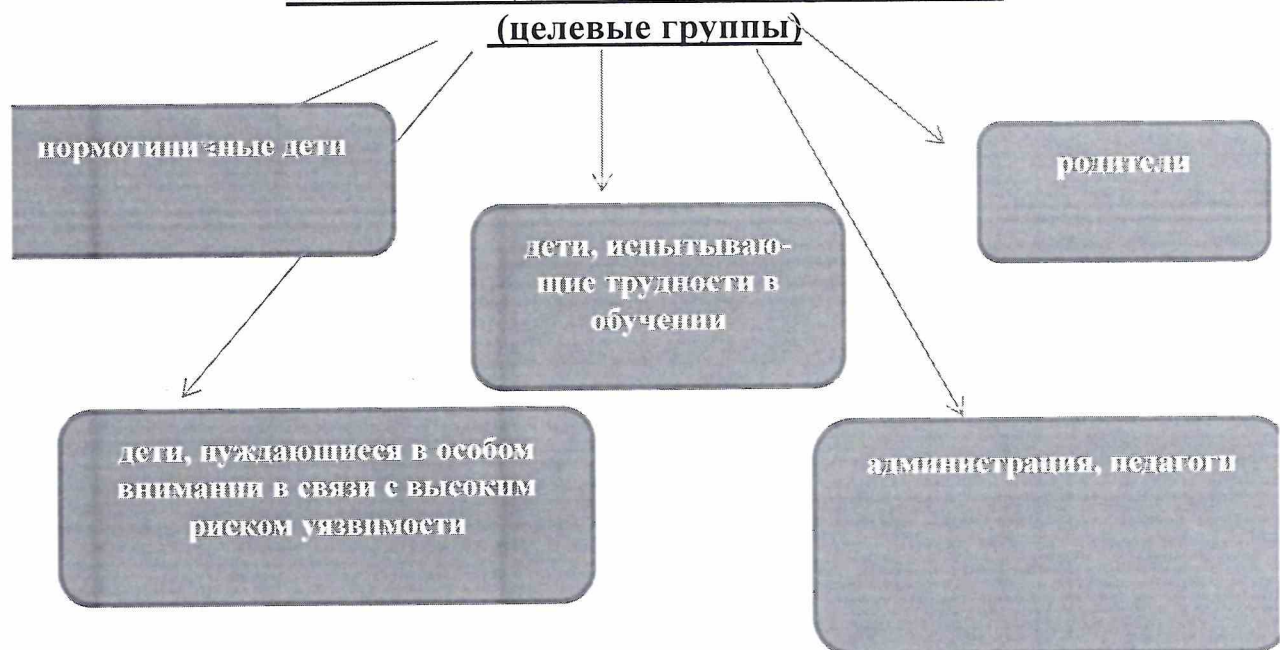 (целевые группы)
нормотипичные дети
родители
дети, испытываю-
щие трудности в
обучении
дети, нуждающиеся в особом
внимании в связи с высоким
риском уязвимости
администрация, педагоги